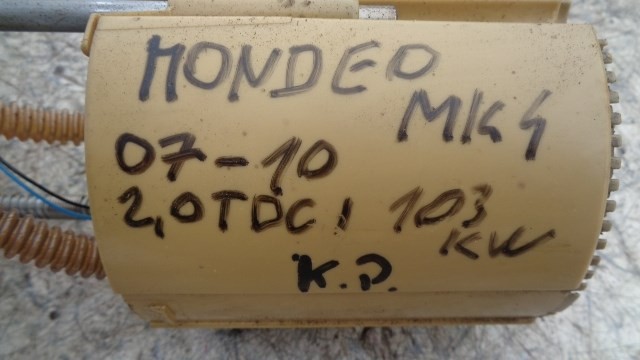 MONDEO
MK4
07-10
2,0TDCI 103
KW
K.P.